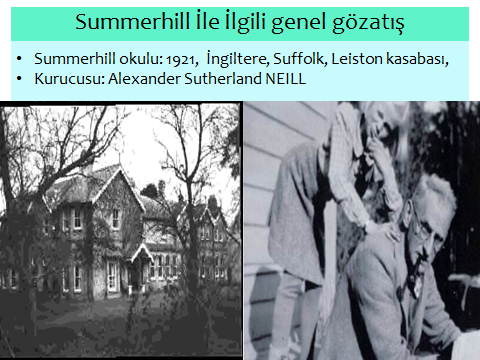 Summerhill İle İlgili genel gözatış
• Summerhill okulu: 1921,  İngiltere, Suffolk, Leiston kasabası,
• Kurucusu: Alexander Sutherland NEILL